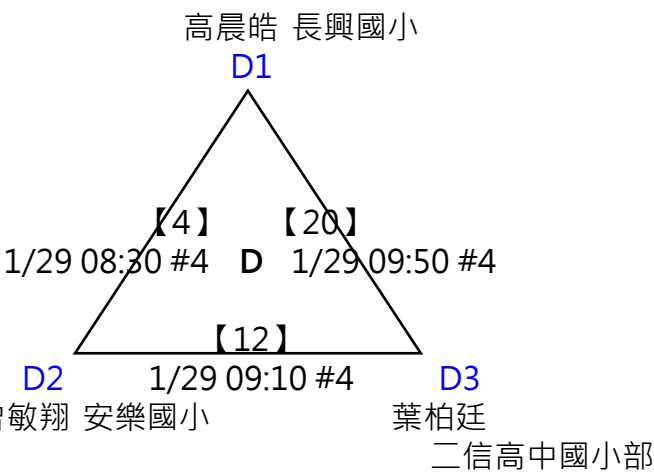 高晨皓 長興國小
D1
【4】 【20】
1/29 08:30 #4 D 1/29 09:50 #4
【12】
D2 1/29 09:10 #4 D3
敏翔 安樂國小 葉柏廷
二信高中國小部